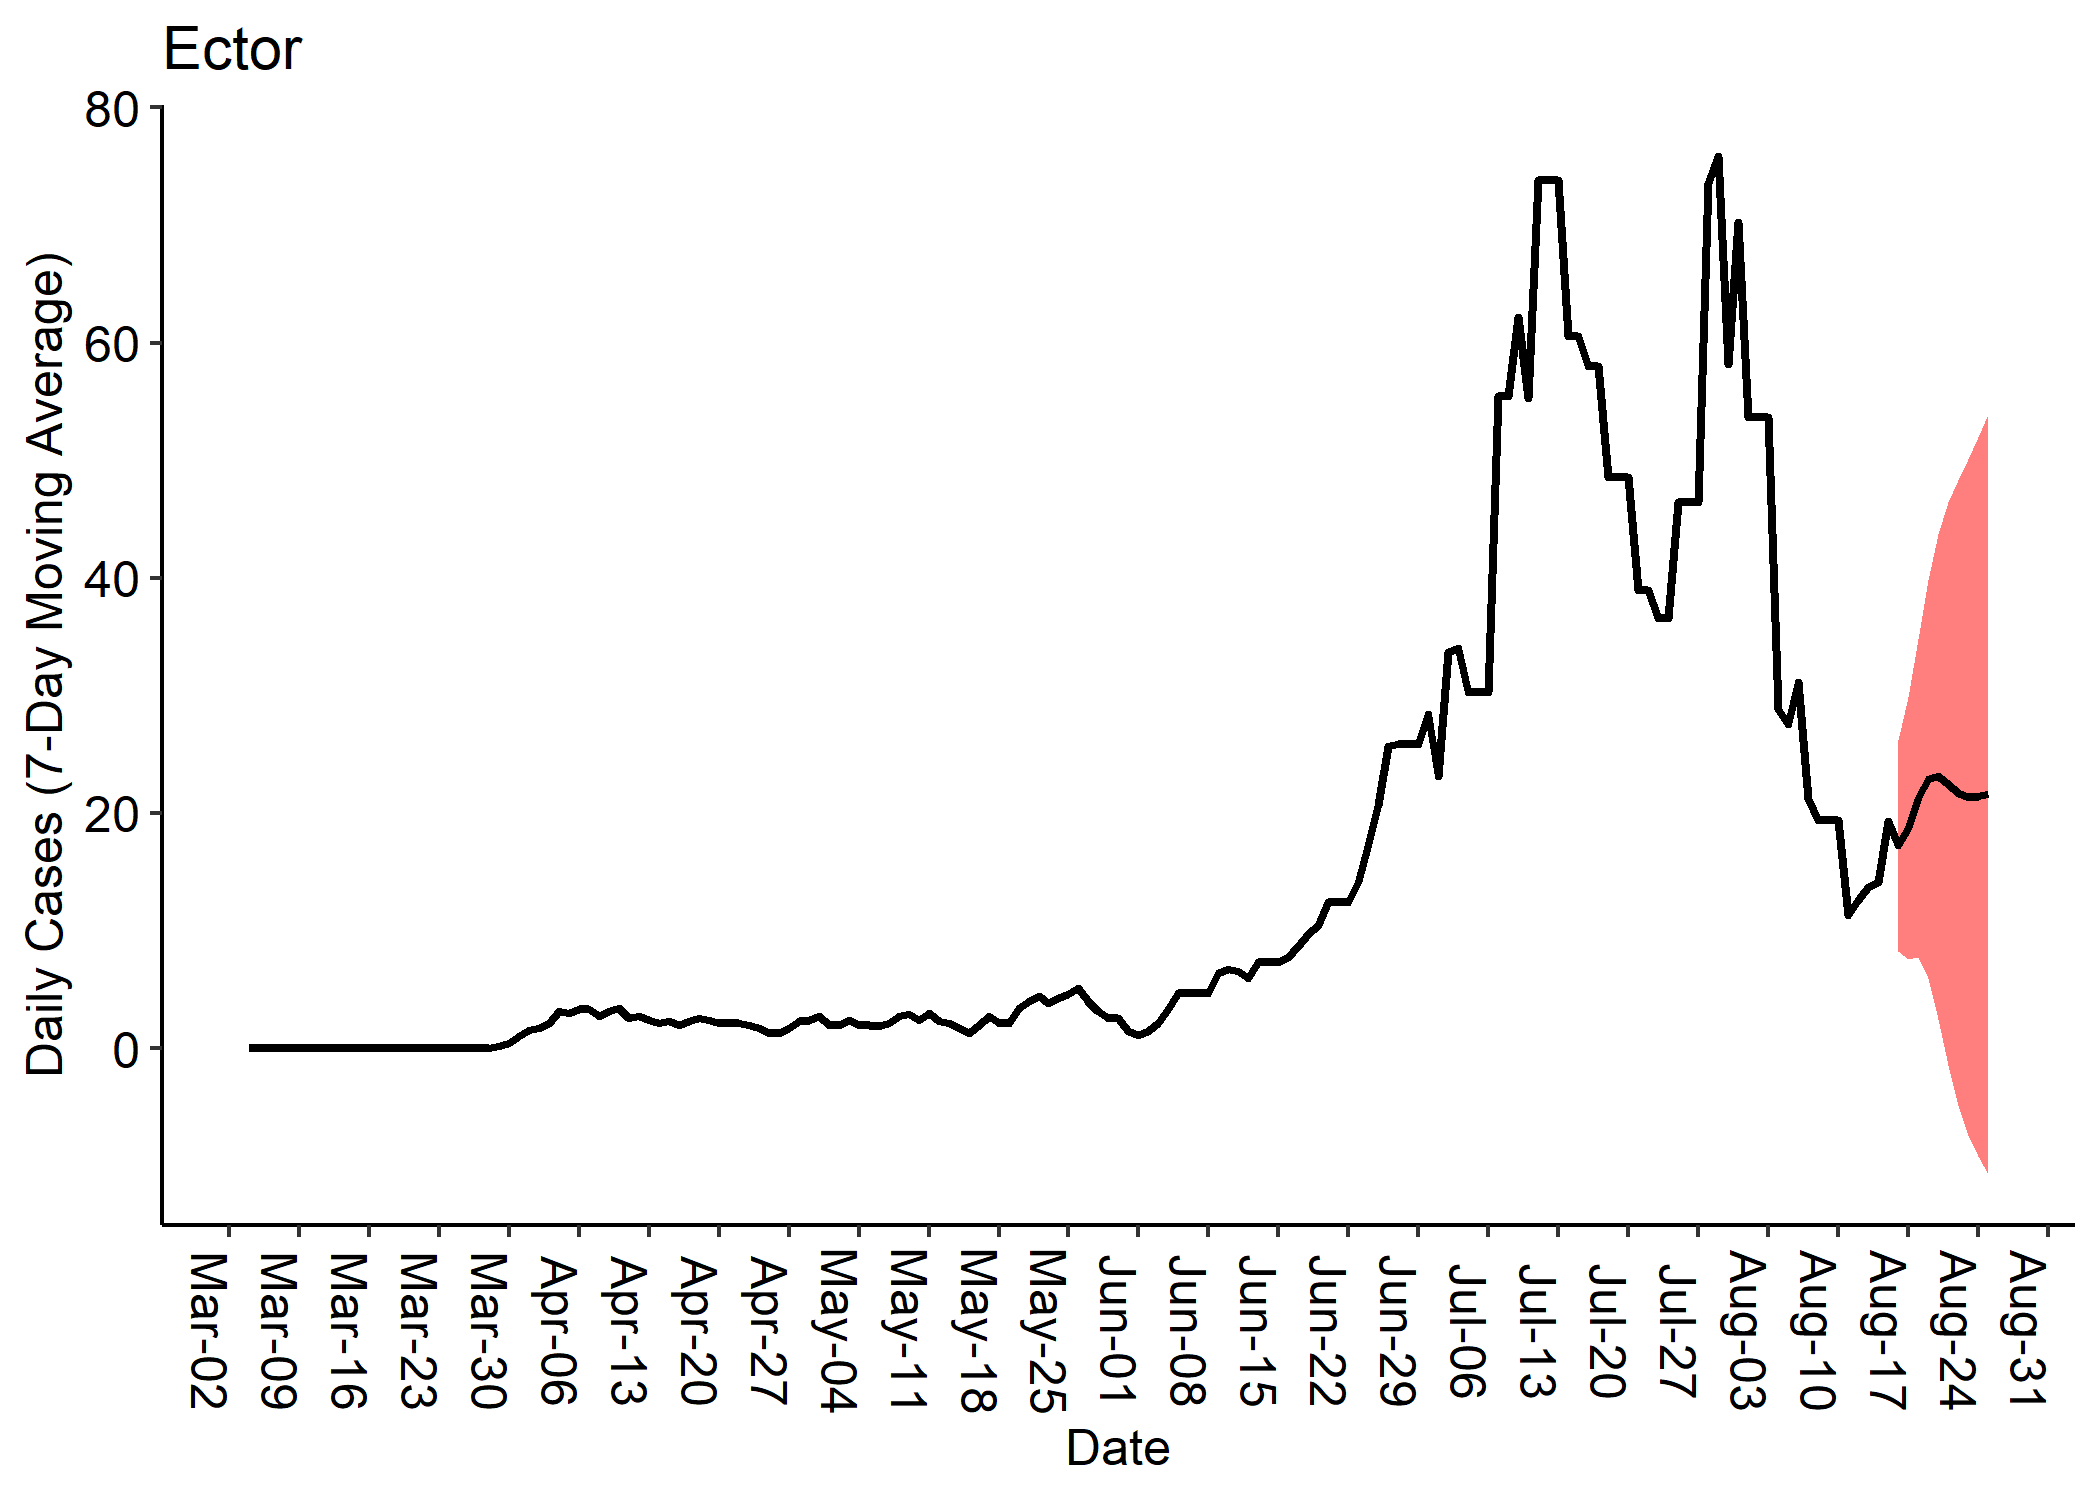 Ector
Daily Cases (7-Day Moving Average)
80
60
40
20
0
Mar-02
Mar-09
Mar-16
Mar-23
Mar-30
Apr-06
Apr-13
Apr-20
Apr-27
May-04
May-11
May-18
May-25
Jun-01
Jun-08
Jun-15
Jun-22
Jun-29
Jul-06
Jul-13
Jul-20
Jul-27
Aug-03
Aug-10
Aug-17
Aug-24
Aug-31
Date